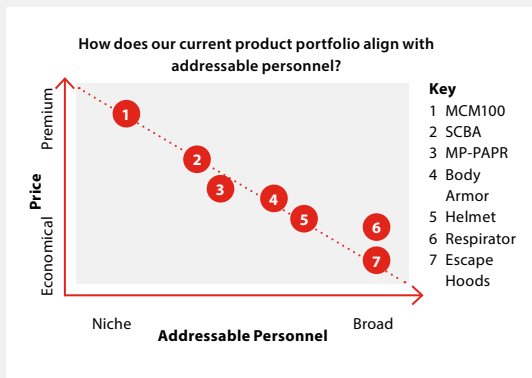 How does our current product portfolio align with
addressable personnel?
Key
1 MCM100
2 SCBA
3 MP-PAPR
4 Body
Armor
5 Helmet
6 Respirator
7 Escape
Hoods
Premium
Price
Economical
1
2
3
4
5
6
7
Niche
Broad
Addressable Personnel